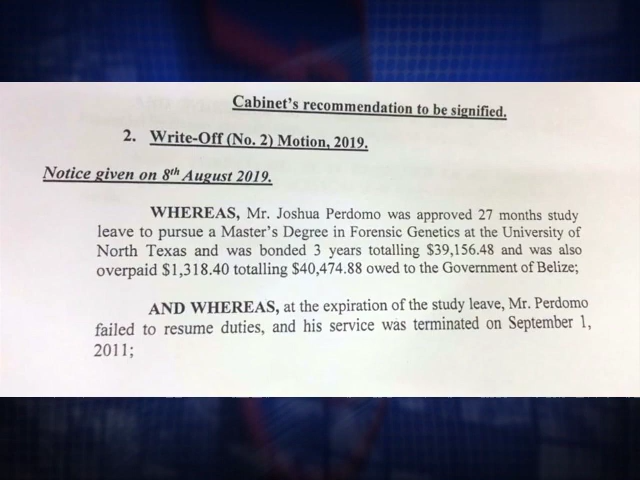 Cabinet's recommendation to be signified.
2. Write-Off (No. 2) Motion, 2019.
Notice given on 8th August 2019.
WHEREAS, Mr. Joshua Perdomo was approved 27 months study
leave to pursue a Master's Degree in Forensic Genetics at the University of
North Texas and was bonded 3 years totalling $39,156.48 and was also
overpaid $1,318.40 totalling $40,474.88 owed to the Government of Belize;
AND WHEREAS, at the expiration of the study leave, Mr. Perdomo
failed to resume duties, and his service was terminated on September 1,
2011;